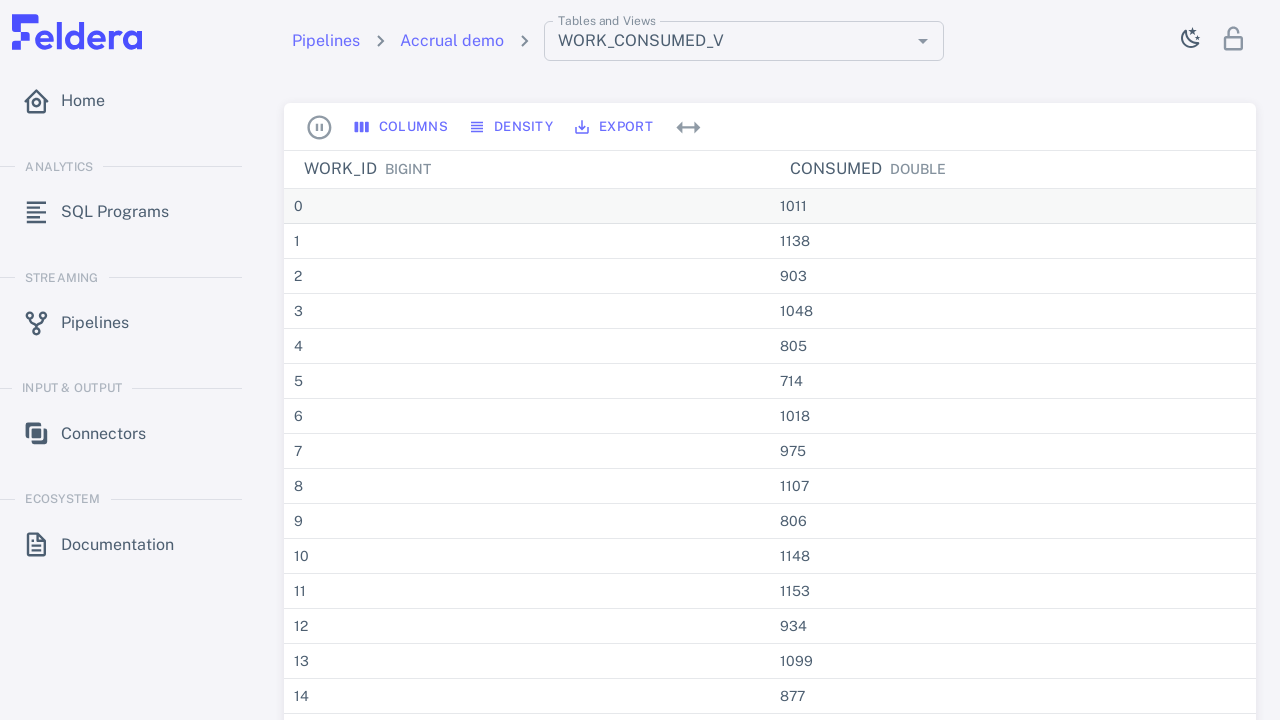 Feldera
Pipelines
Accrual demo
Tables and Views
WORK_CONSUMED_V
Home
ANALYTICS
SQL Programs
STREAMING
Pipelines
INPUT & OUTPUT
Connectors
ECOSYSTEM
Documentation
COLUMNS DENSITY EXPORT
WORK_ID BIGINT CONSUMED DOUBLE
0 1011
1 1138
2 903
3 1048
4 805
5 714
6 1018
7 975
8 1107
9 806
10 1148
11 1153
12 934
13 1099
14 877